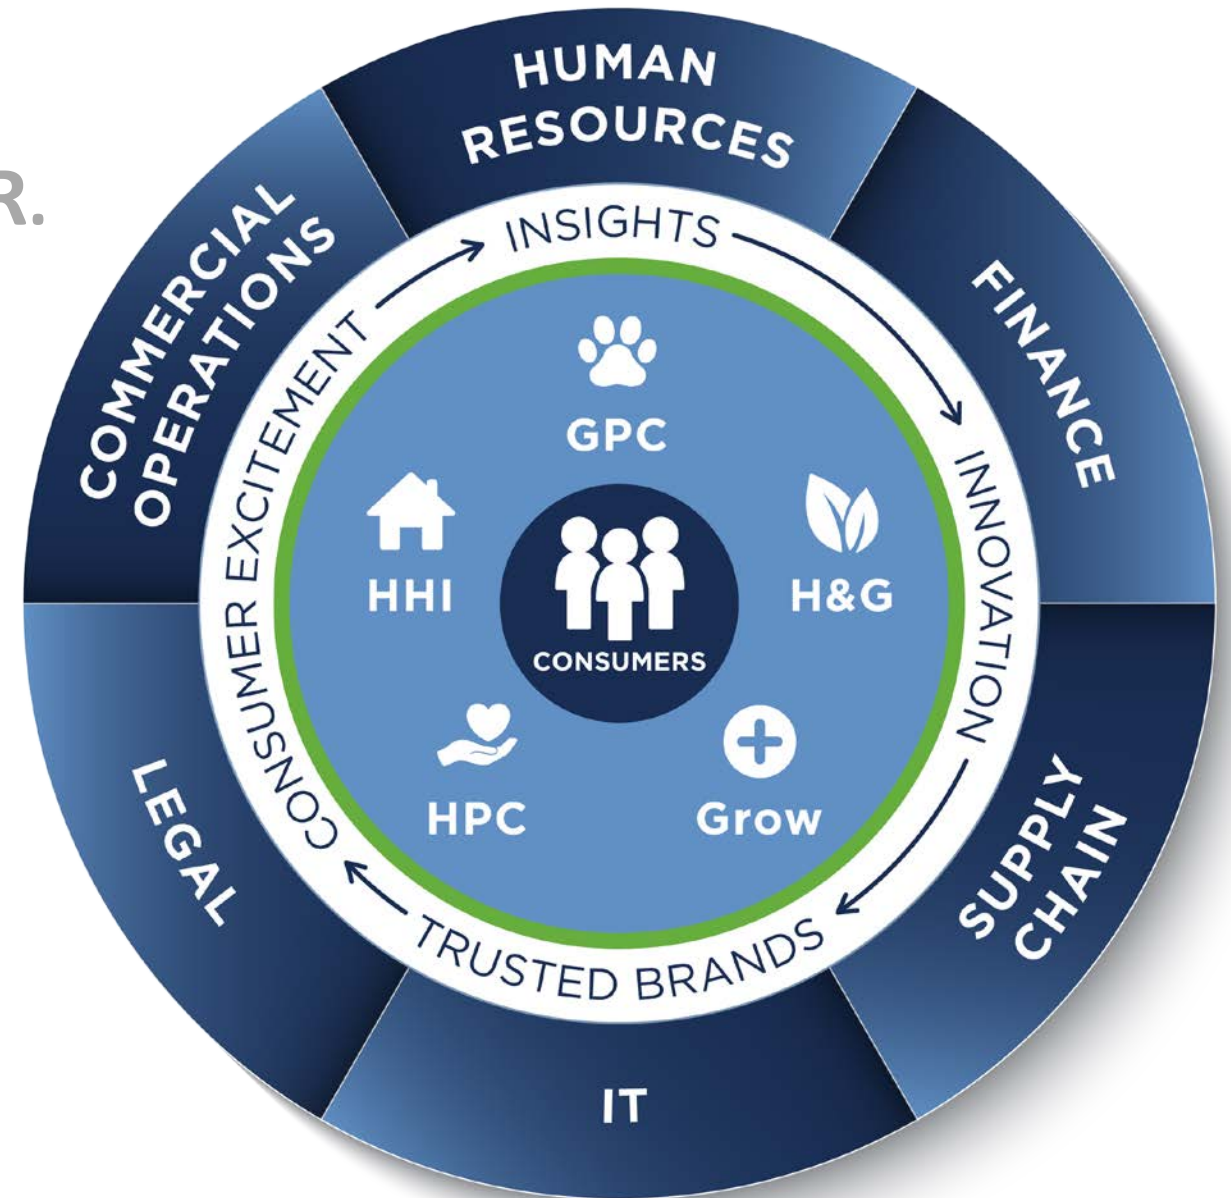 R.
HUMAN
RESOURCES
FINANCE
SUPPLY
CHAIN
IT
LEGAL
COMMERCIAL
OPERATIONS
INSIGHTS
INNOVATION
TRUSTED BRANDS
CONSUMER EXCITEMENT
GPC
H&G
Grow
HPC
HHI
CONSUMERS